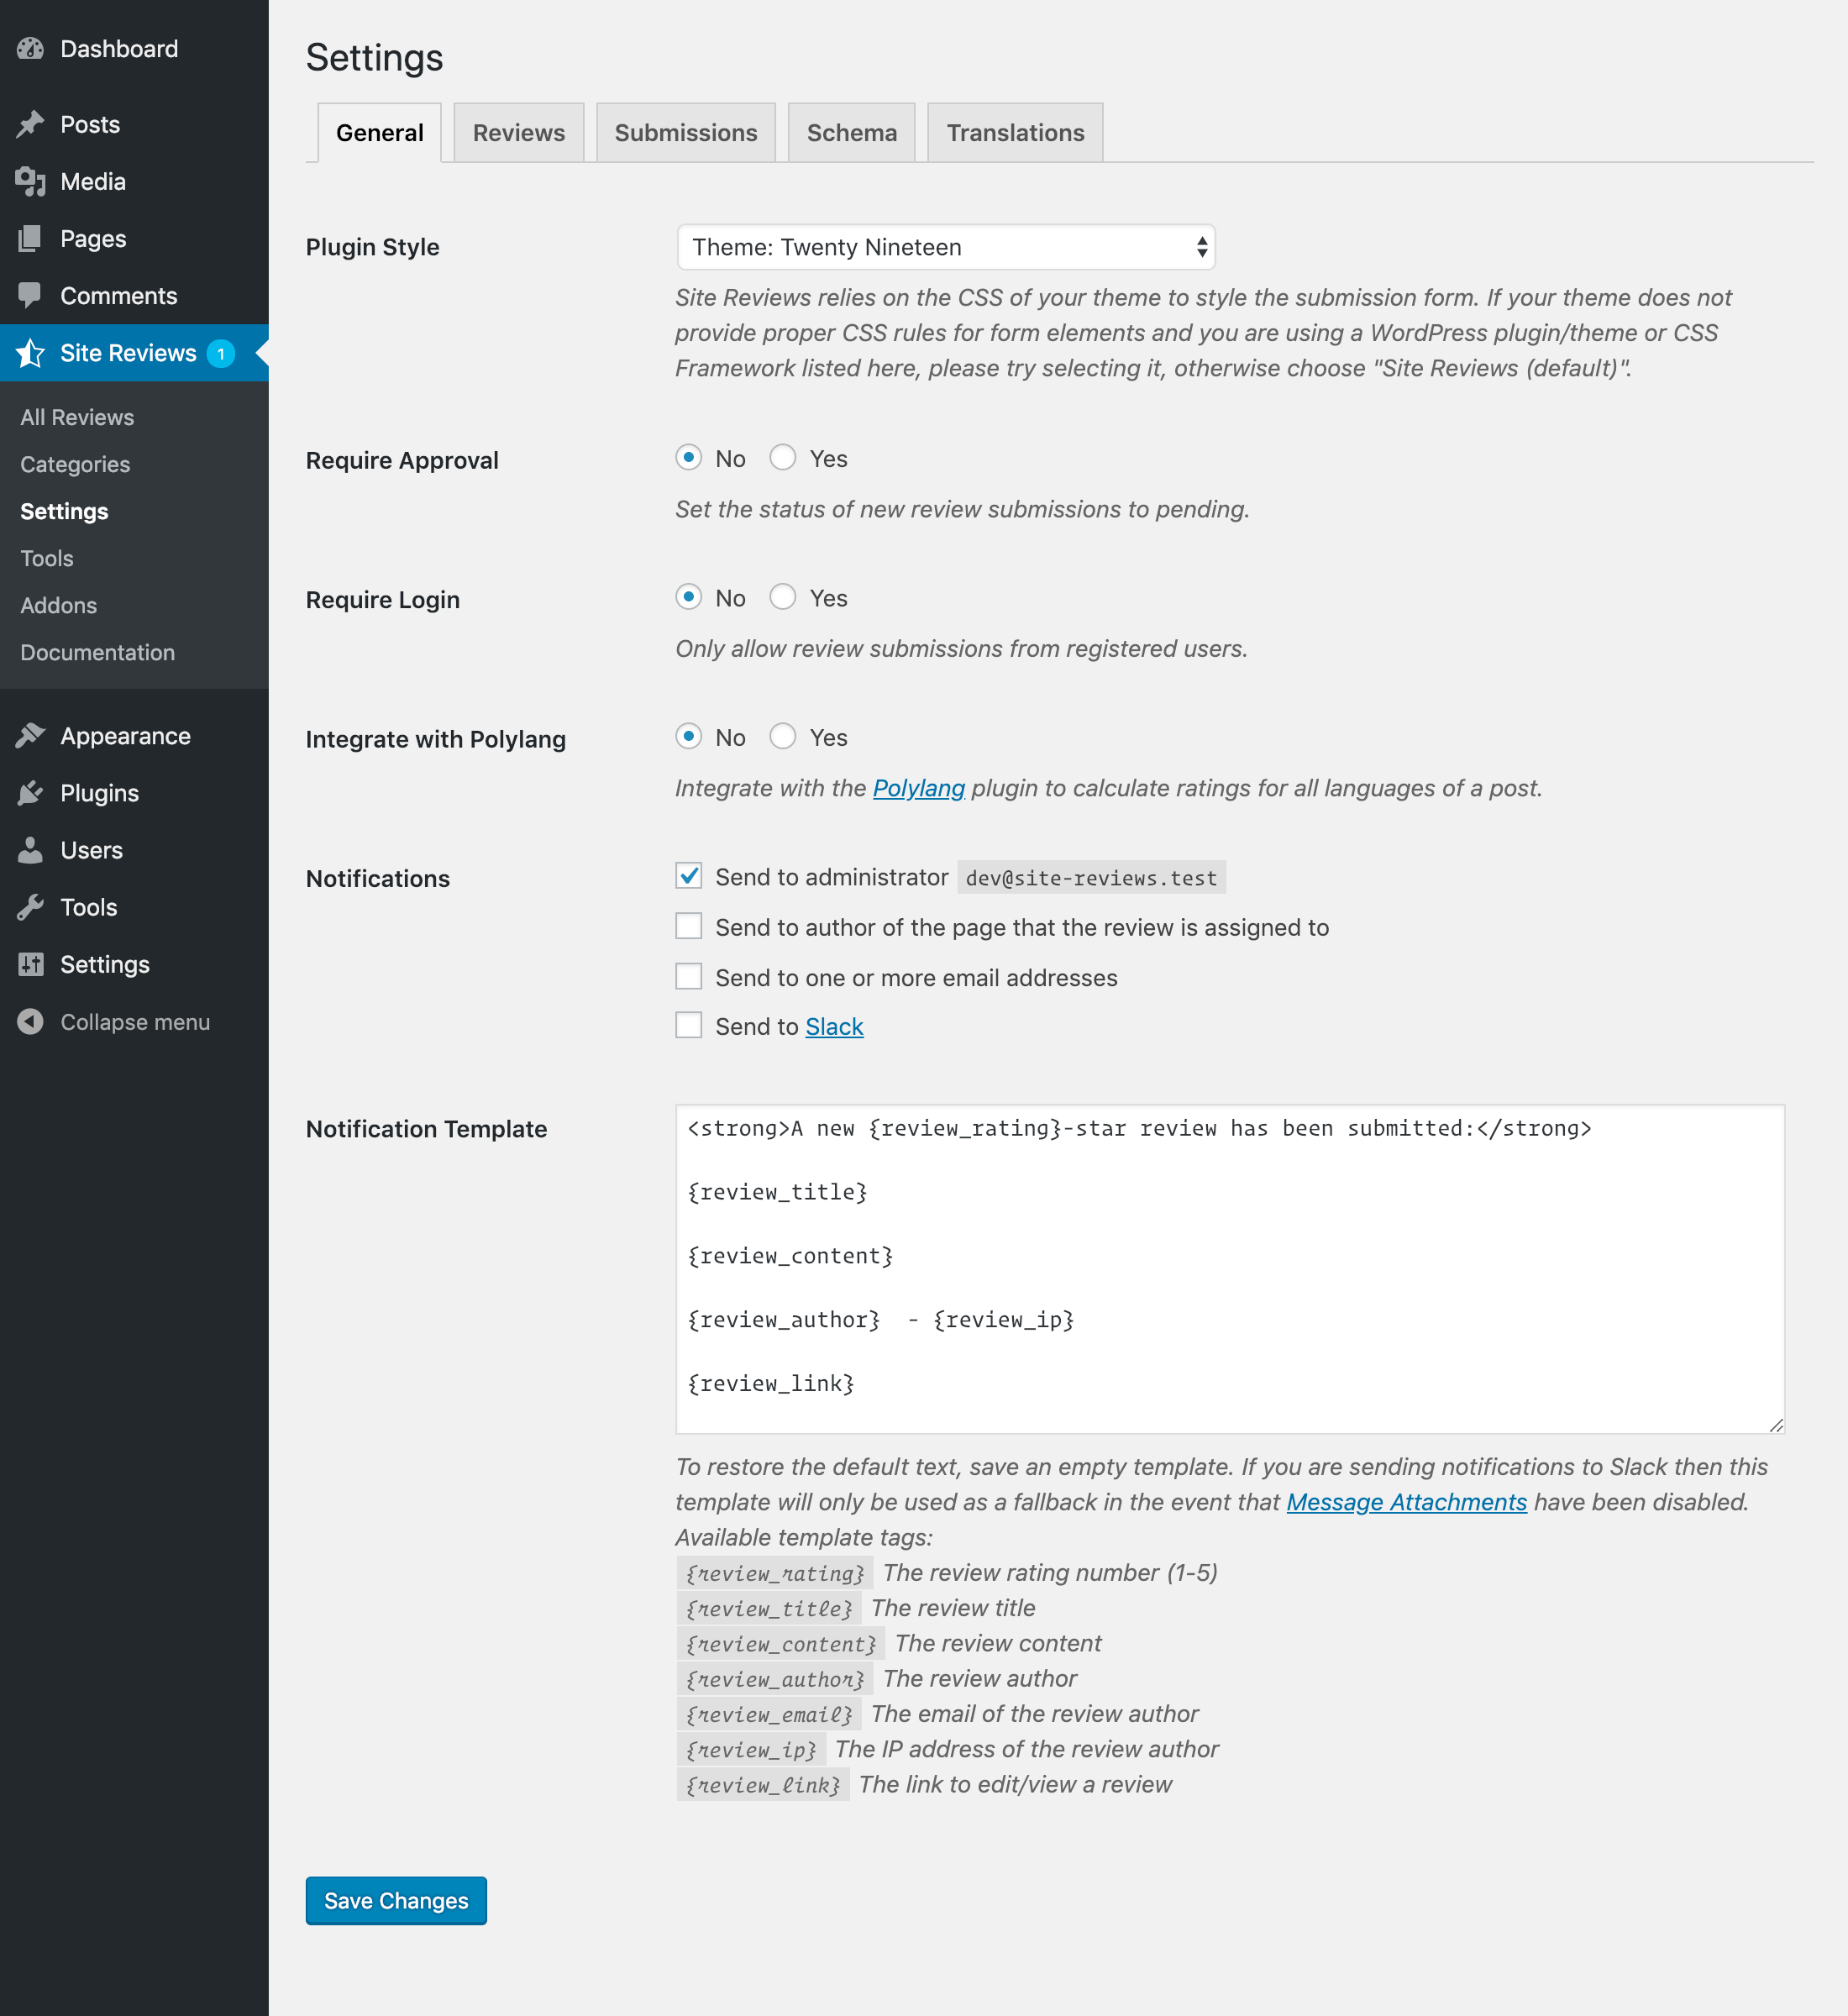 Dashboard
Posts
Media
Pages
Comments
Site Reviews 1
All Reviews
Categories
Settings
Tools
Addons
Documentation
Appearance
Plugins
Users
Tools
Settings
Collapse menu
Settings
General Reviews Submissions Schema Translations
Plugin Style
Theme: Twenty Nineteen
Site Reviews relies on the CSS of your theme to style the submission form. If your theme does not
provide proper CSS rules for form elements and you are using a WordPress plugin/theme or CSS
Framework listed here, please try selecting it, otherwise choose "Site Reviews (default)".
Require Approval
No Yes
Set the status of new review submissions to pending.
Require Login
No Yes
Only allow review submissions from registered users.
Integrate with Polylang
No Yes
Integrate with the Polylang plugin to calculate ratings for all languages of a post.
Notifications
Send to administrator dev@site-reviews.test
Send to author of the page that the review is assigned to
Send to one or more email addresses
Send to Slack
Notification Template
<strong>A new {review_rating}-star review has been submitted:</strong>
{review_title}
{review_content}
{review_author}  - {review_ip}
{review_link}
To restore the default text, save an empty template. If you are sending notifications to Slack then this
template will only be used as a fallback in the event that Message Attachments have been disabled.
Available template tags:
{review_rating} The review rating number (1-5)
{review_title} The review title
{review_content} The review content
{review_author} The review author
{review_email} The email of the review author
{review_ip} The IP address of the review author
{review_link} The link to edit/view a review
Save Changes